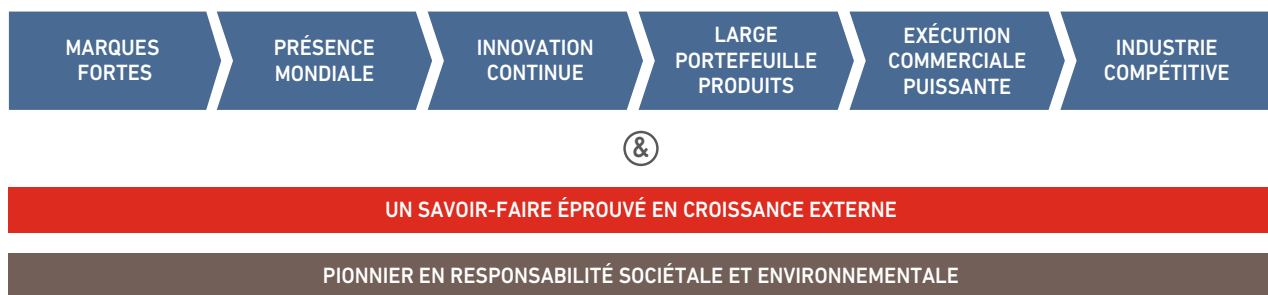 MARQUES
FORTES
PRÉSENCE
MONDIALE
INNOVATION
CONTINUE
LARGE
PORTEFEUILLE
PRODUITS
EXÉCUTION
COMMERCIALE
PUISSANTE
INDUSTRIE
COMPÉTITIVE
&
UN SAVOIR-FAIRE ÉPROUVÉ EN CROISSANCE EXTERNE
PIONNIER EN RESPONSABILITÉ SOCIÉTALE ET ENVIRONNEMENTALE